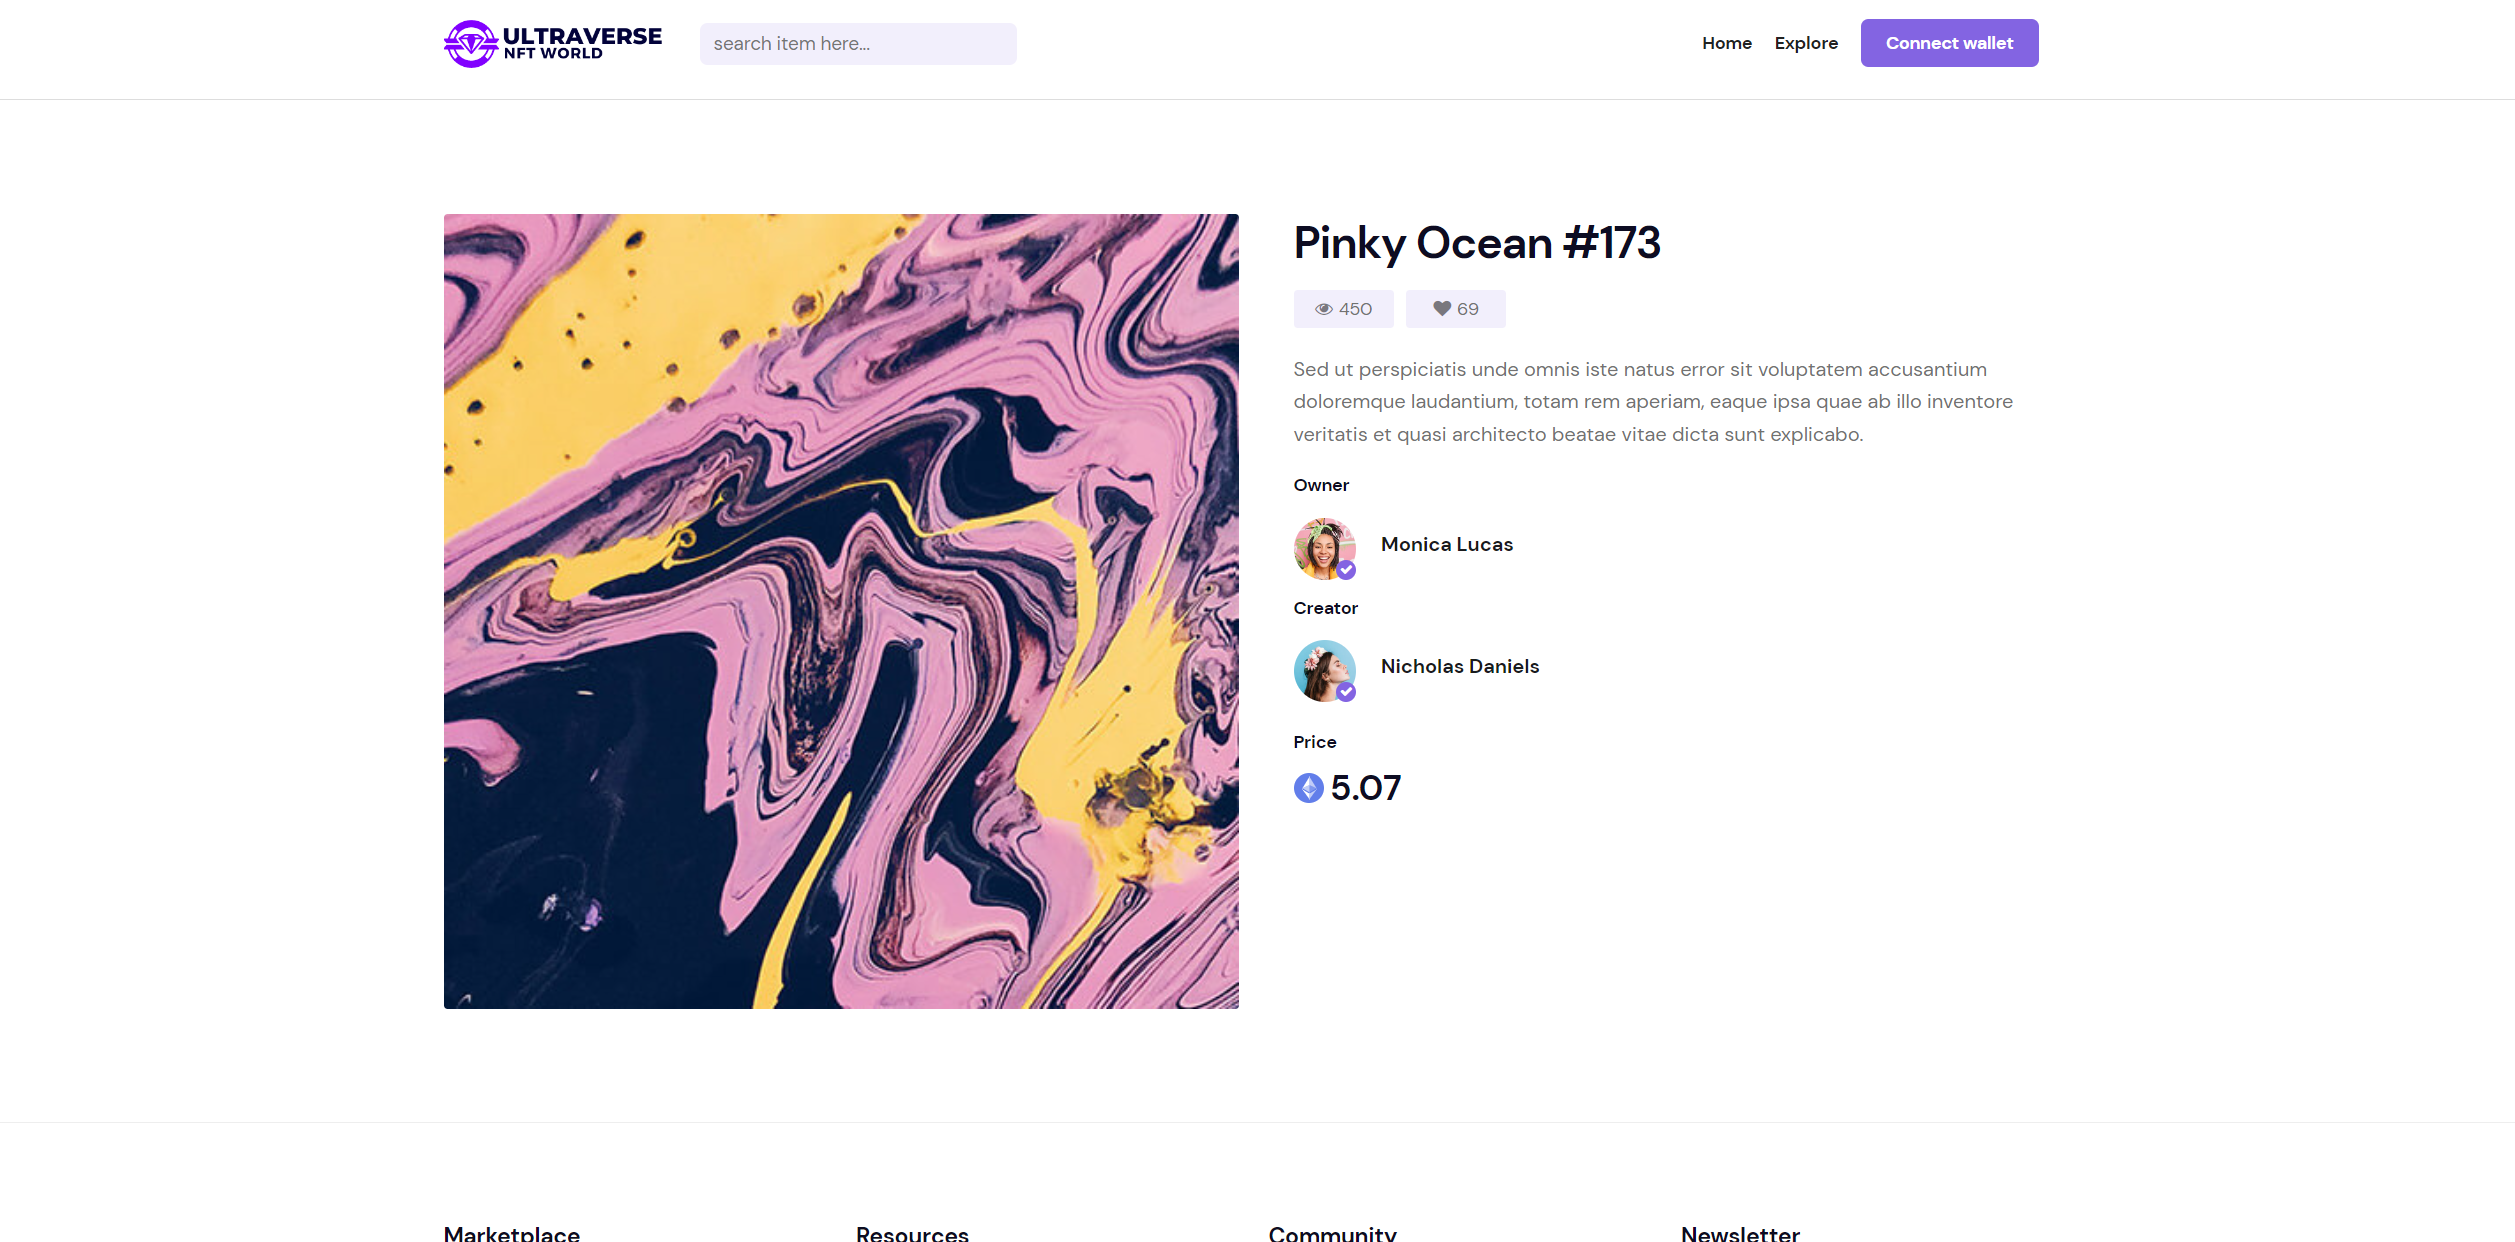 ULTRAVERSE
NFT WORLD
search item here...
Home
Explore
Connect wallet
Pinky Ocean #173
450
69
Sed ut perspiciatis unde omnis iste natus error sit voluptatem accusantium
doloremque laudantium, totam rem aperiam, eaque ipsa quae ab illo inventore
veritatis et quasi architecto beatae vitae dicta sunt explicabo.
Owner
Monica Lucas
Creator
Nicholas Daniels
Price
5.07
Marketplace
Resources
Community
Newsletter